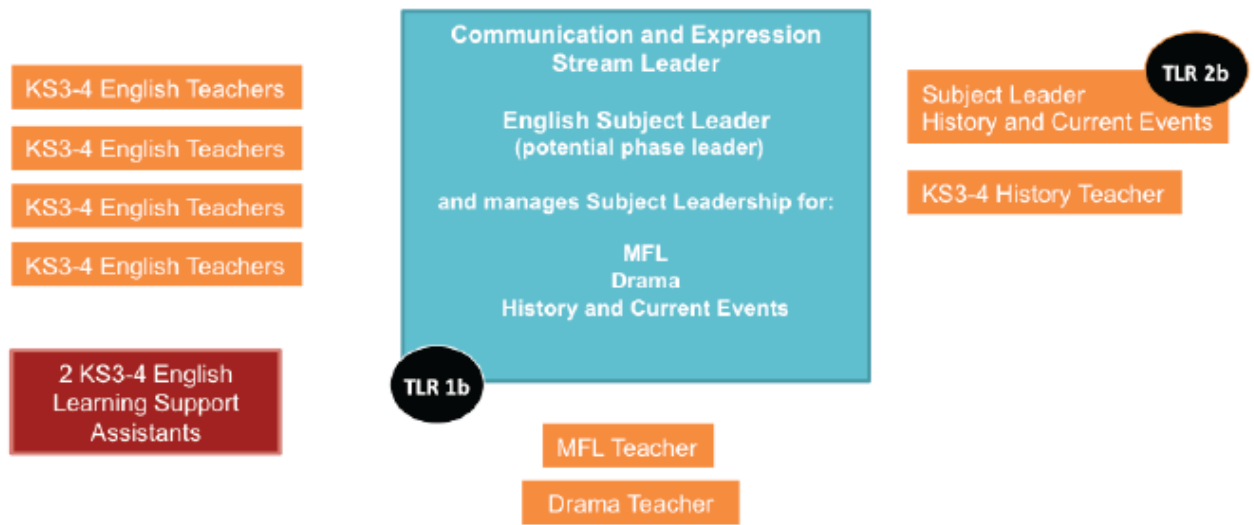 KS3-4 English Teachers
KS3-4 English Teachers
KS3-4 English Teachers
KS3-4 English Teachers
2 KS3-4 English
Learning Support
Assistants
Communication and Expression
Stream Leader
English Subject Leader
(potential phase leader)
and manages Subject Leadership for:
MFL
Drama
History and Current Events
TLR 1b
MFL Teacher
Drama Teacher
TLR 2b
Subject Leader
History and Current Events
KS3-4 History Teacher